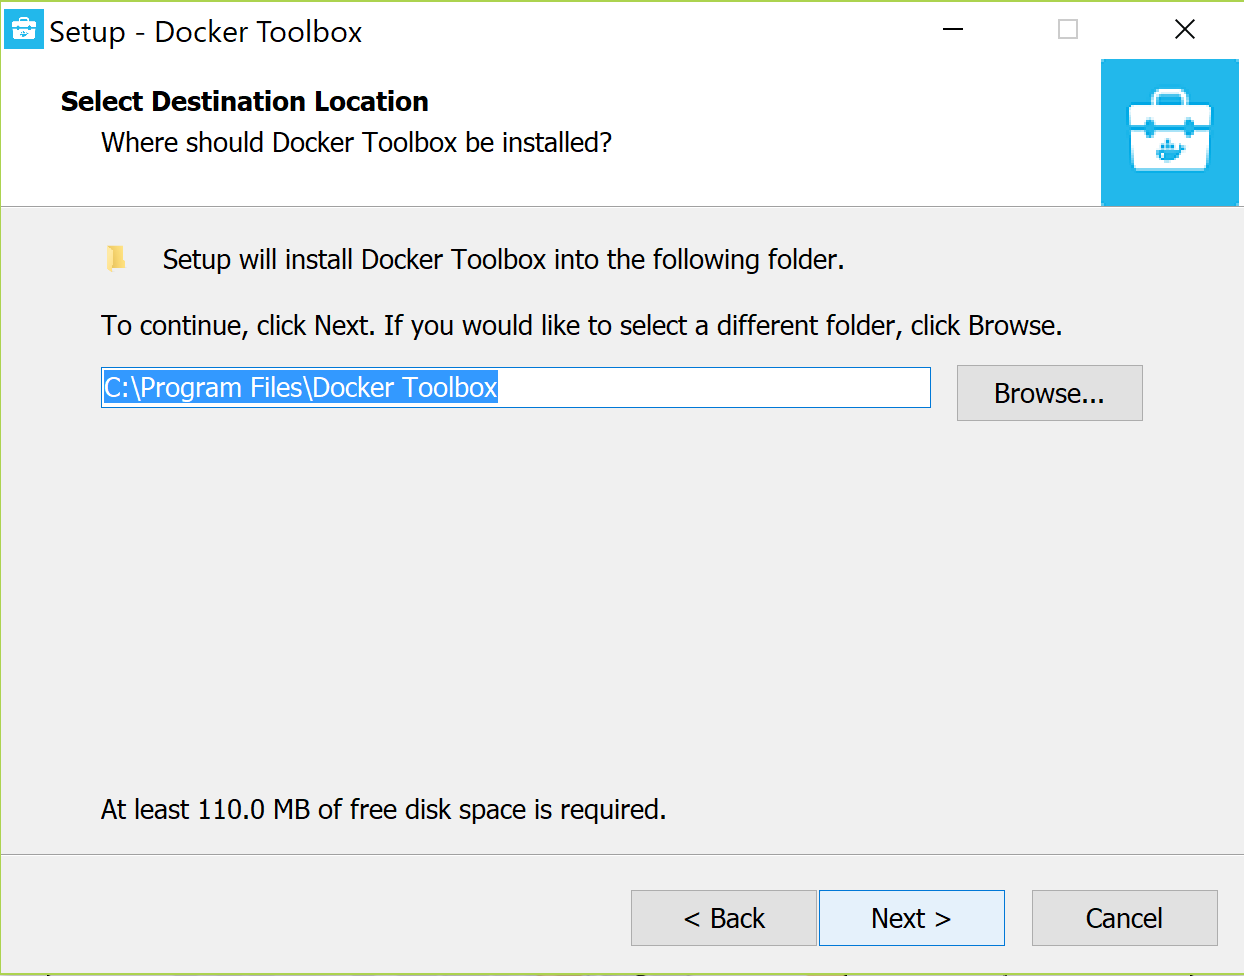 Setup - Docker Toolbox
Select Destination Location
Where should Docker Toolbox be installed?
Setup will install Docker Toolbox into the following folder.
To continue, click Next. If you would like to select a different folder, click Browse.
C:\Program Files\Docker Toolbox
Browse...
At least 110.0 MB of free disk space is required.
< Back
Next >
Cancel